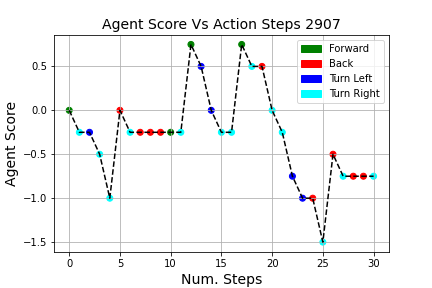 Agent Score Vs Action Steps 2907
Forward
Back
Turn Left
Turn Right
0.5
0.0
−0.5
−1.0
−1.5
Agent Score
0 5 10 15 20 25 30
Num. Steps